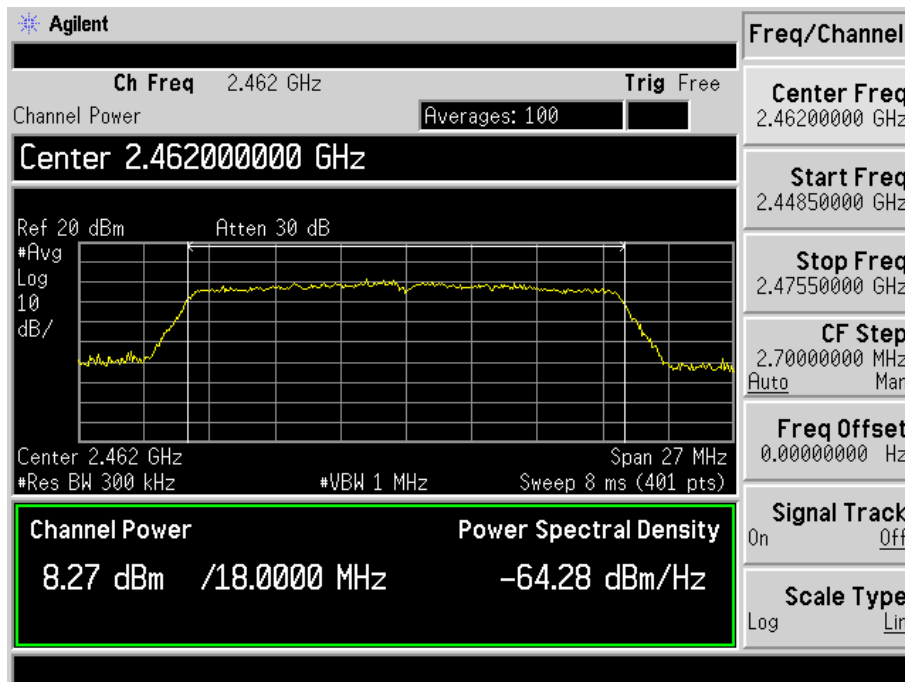 Agilent
Ch Freq 2.462 GHz Trig Free
Channel Power Averages: 100
Center 2.462000000 GHz
Ref 20 dBm Atten 30 dB
#Avg
Log
10
dB/
Center 2.462 GHz Span 27 MHz
#Res BW 300 kHz #VBW 1 MHz Sweep 8 ms (401 pts)
Channel Power Power Spectral Density
8.27 dBm /18.0000 MHz -64.28 dBm/Hz
Freq/Channel
Center Freq
2.46200000 GHz
Start Freq
2.44850000 GHz
Stop Freq
2.47550000 GHz
CF Step
2.70000000 MHz
Auto Man
Freq Offset
0.00000000 Hz
Signal Track
On Off
Scale Type
Log Lin